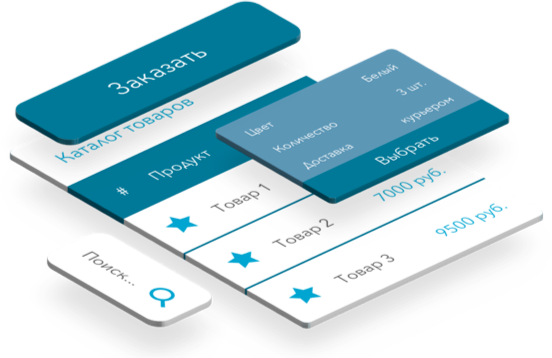 Заказать
Каталог товаров
# Продукт
Товар 1
Товар 2 7000 руб.
Товар 3 9500 руб.
Цвет Белый
Количество 3 шт.
Доставка курьером
Выбрать
Поиск...